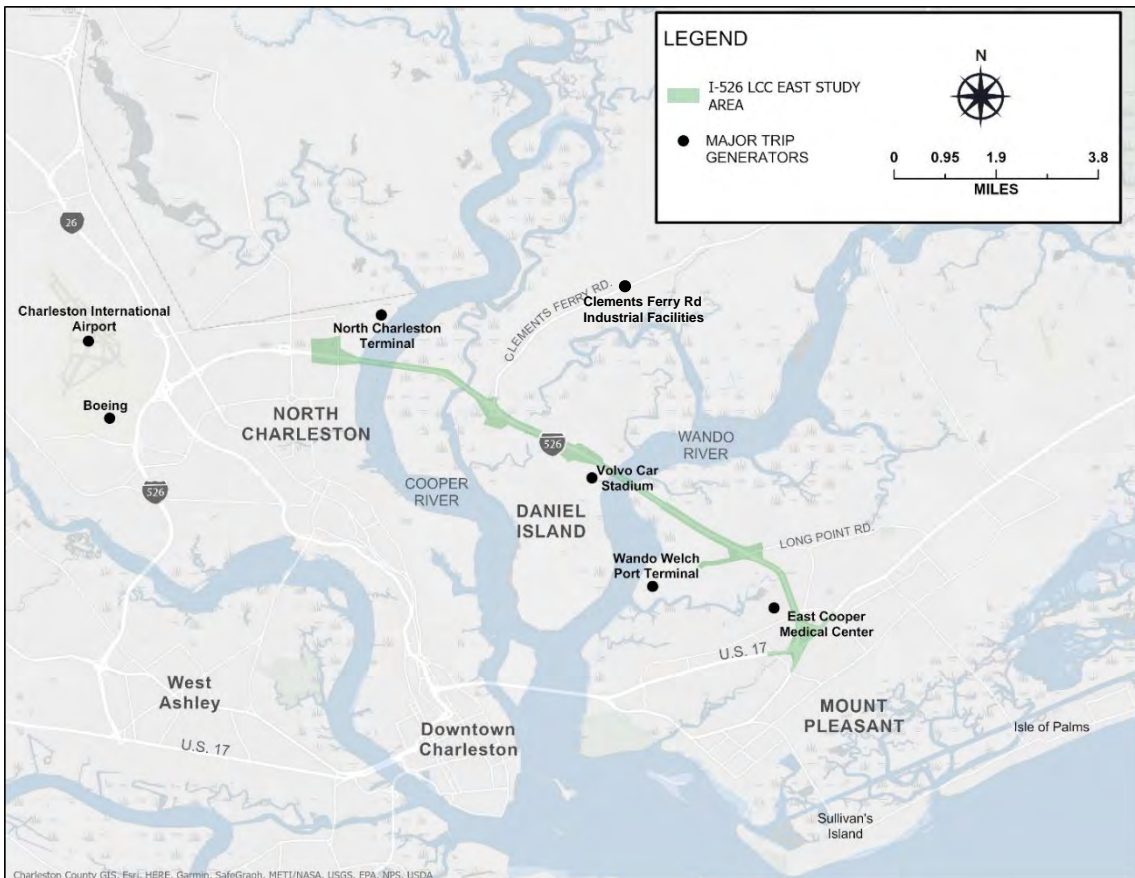 LEGEND
I-526 LCC EAST STUDY
AREA
MAJOR TRIP
GENERATORS
N
0 0.95 1.9 3.8
MILES
26
Charleston International
Airport
North Charleston
Terminal
CLEMENTS FERRY RD.
Clements Ferry Rd
Industrial Facilities
Boeing
NORTH
CHARLESTON
526
526
WANDO
RIVER
Volvo Car
Stadium
COOPER
RIVER
DANIEL
ISLAND
LONG POINT RD.
Wando Welch
Port Terminal
East Cooper
Medical Center
U.S. 17
West
Ashley
U.S. 17
Downtown
Charleston
MOUNT
PLEASANT
Isle of Palms
Sullivan's
Island
Charleston County GIS, Esri, HERE, Garmin, SafeGraph, METI/NASA, USGS, EPA, NPS, USDA